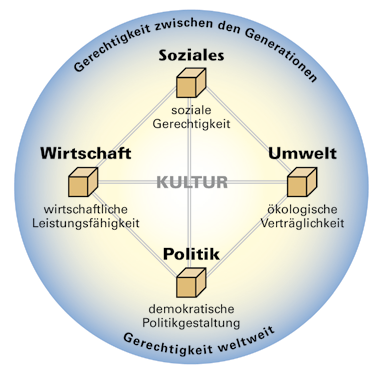 Gerechtigkeit zwischen den Generationen
Soziales
soziale
Gerechtigkeit
Wirtschaft
wirtschaftliche
Leistungsfähigkeit
KULTUR
Umwelt
ökologische
Verträglichkeit
Politik
demokratische
Politikgestaltung
Gerechtigkeit weltweit